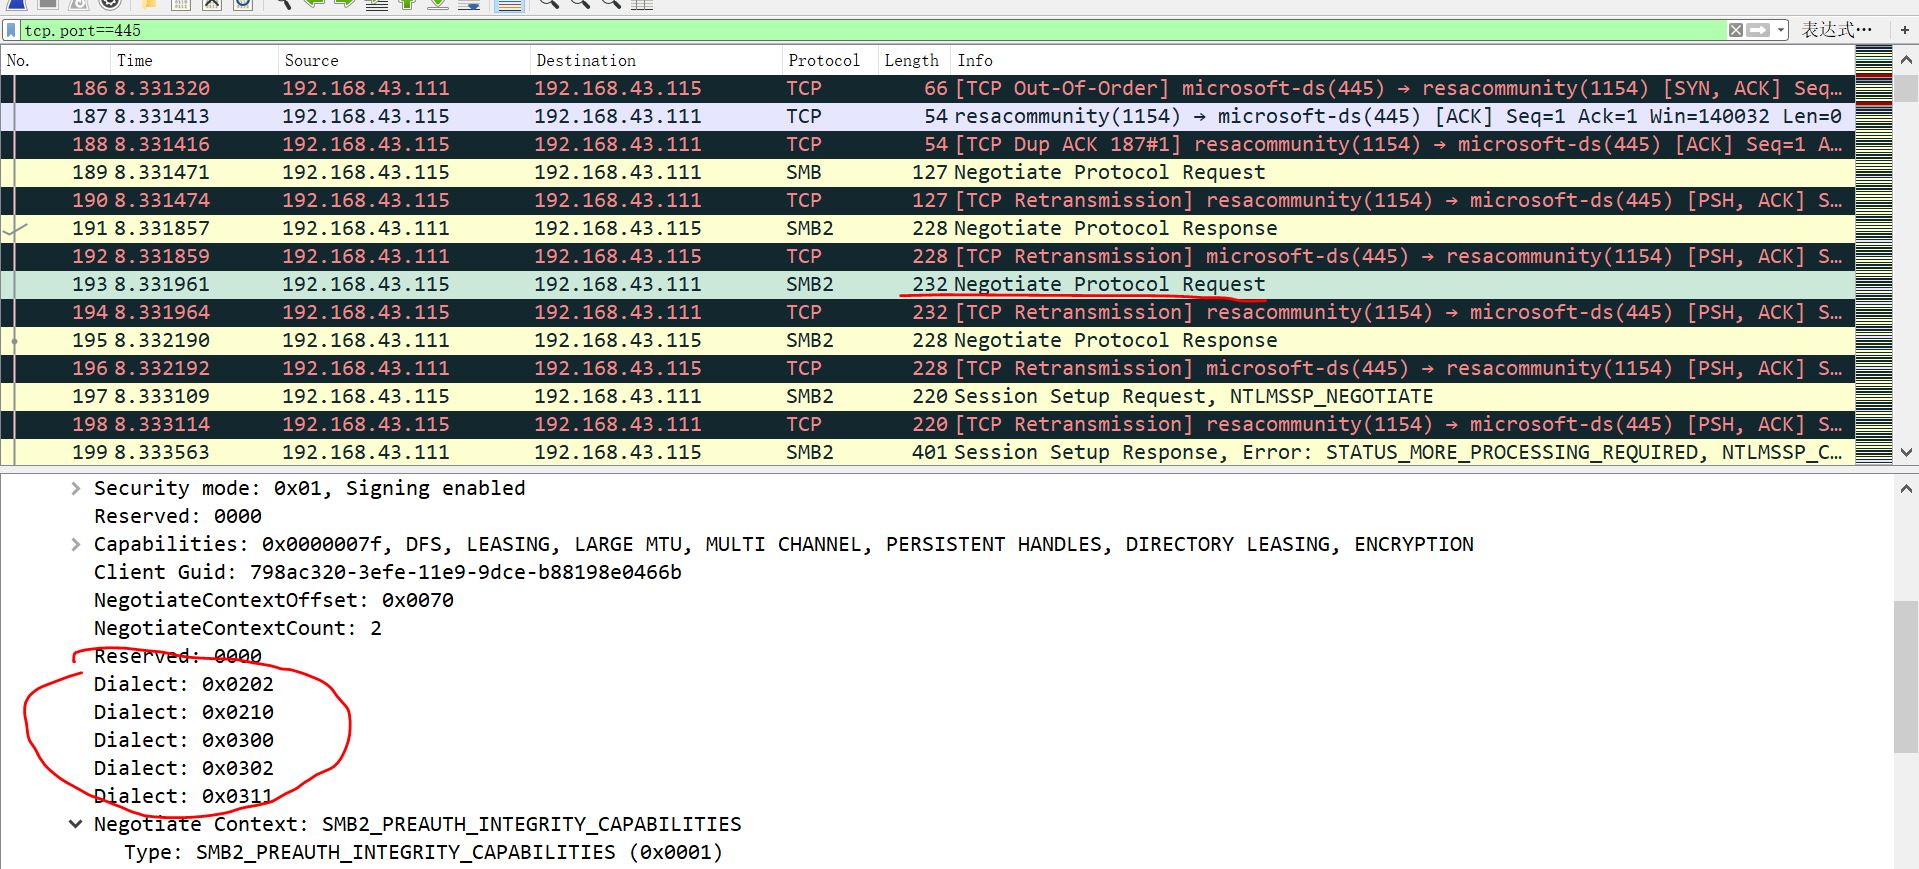 tcp.port==445 表达式… +
No. Time Source Destination Protocol Length Info
186 8.331320 192.168.43.111 192.168.43.115 TCP 66 [TCP Out-Of-Order] microsoft-ds(445) → resacommunity(1154) [SYN, ACK] Seq…
187 8.331413 192.168.43.115 192.168.43.111 TCP 54 resacommunity(1154) → microsoft-ds(445) [ACK] Seq=1 Ack=1 Win=140032 Len=0
188 8.331416 192.168.43.115 192.168.43.111 TCP 54 [TCP Dup ACK 187#1] resacommunity(1154) → microsoft-ds(445) [ACK] Seq=1 A…
189 8.331471 192.168.43.115 192.168.43.111 SMB 127 Negotiate Protocol Request
190 8.331474 192.168.43.115 192.168.43.111 TCP 127 [TCP Retransmission] resacommunity(1154) → microsoft-ds(445) [PSH, ACK] S…
191 8.331857 192.168.43.111 192.168.43.115 SMB2 228 Negotiate Protocol Response
192 8.331859 192.168.43.111 192.168.43.115 TCP 228 [TCP Retransmission] microsoft-ds(445) → resacommunity(1154) [PSH, ACK] S…
193 8.331961 192.168.43.115 192.168.43.111 SMB2 232 Negotiate Protocol Request
194 8.331964 192.168.43.115 192.168.43.111 TCP 232 [TCP Retransmission] resacommunity(1154) → microsoft-ds(445) [PSH, ACK] S…
195 8.332190 192.168.43.111 192.168.43.115 SMB2 228 Negotiate Protocol Response
196 8.332192 192.168.43.111 192.168.43.115 TCP 228 [TCP Retransmission] microsoft-ds(445) → resacommunity(1154) [PSH, ACK] S…
197 8.333109 192.168.43.115 192.168.43.111 SMB2 220 Session Setup Request, NTLMSSP_NEGOTIATE
198 8.333114 192.168.43.115 192.168.43.111 TCP 220 [TCP Retransmission] resacommunity(1154) → microsoft-ds(445) [PSH, ACK] S…
199 8.333563 192.168.43.111 192.168.43.115 SMB2 401 Session Setup Response, Error: STATUS_MORE_PROCESSING_REQUIRED, NTLMSSP_C…
Security mode: 0x01, Signing enabled
Reserved: 0000
Capabilities: 0x0000007f, DFS, LEASING, LARGE MTU, MULTI CHANNEL, PERSISTENT HANDLES, DIRECTORY LEASING, ENCRYPTION
Client Guid: 798ac320-3efe-11e9-9dce-b88198e0466b
NegotiateContextOffset: 0x0070
NegotiateContextCount: 2
Reserved: 0000
Dialect: 0x0202
Dialect: 0x0210
Dialect: 0x0300
Dialect: 0x0302
Dialect: 0x0311
Negotiate Context: SMB2_PREAUTH_INTEGRITY_CAPABILITIES
Type: SMB2_PREAUTH_INTEGRITY_CAPABILITIES (0x0001)